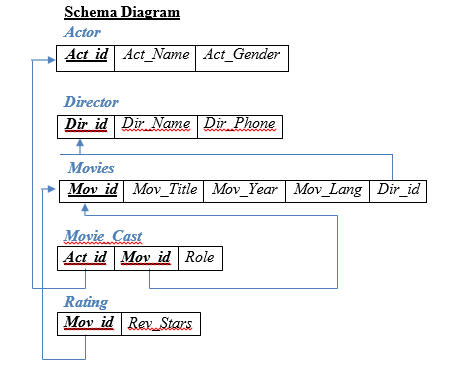 Schema Diagram
Actor
Act_id Act_Name Act_Gender
Director
Dir_id Dir_Name Dir_Phone
Movies
Mov_id Mov_Title Mov_Year Mov_Lang Dir_id
Movie_Cast
Act_id Mov_id Role
Rating
Mov_id Rev_Stars